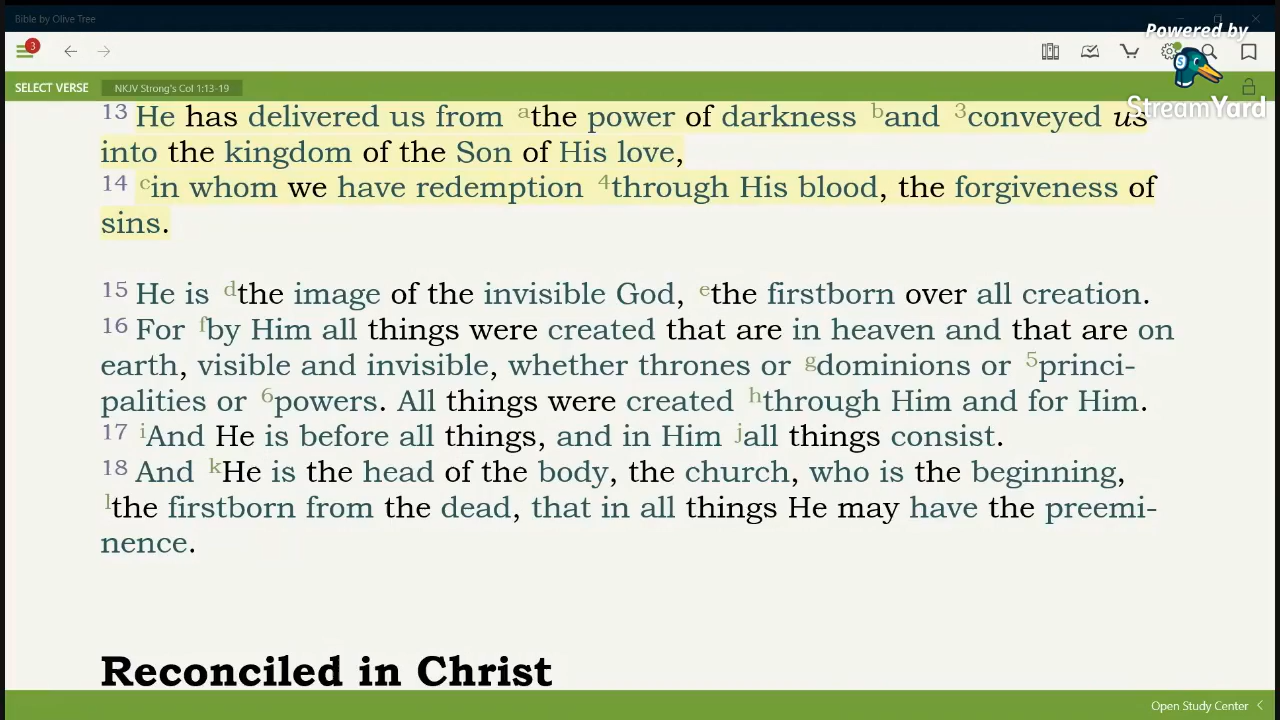 Bible by Olive Tree
Powered by
3
StreamYard
SELECT VERSE NKJV Strong's Col 1:13-19
13 He has delivered us from athe power of darkness band 3conveyed us
into the kingdom of the Son of His love,
14 cin whom we have redemption 4through His blood, the forgiveness of
sins.
15 He is dthe image of the invisible God, ethe firstborn over all creation.
16 For fby Him all things were created that are in heaven and that are on
earth, visible and invisible, whether thrones or gdominions or 5princi-
palities or 6powers. All things were created hthrough Him and for Him.
17 iAnd He is before all things, and in Him jall things consist.
18 And kHe is the head of the body, the church, who is the beginning,
lthe firstborn from the dead, that in all things He may have the preemi-
nence.
Reconciled in Christ
Open Study Center